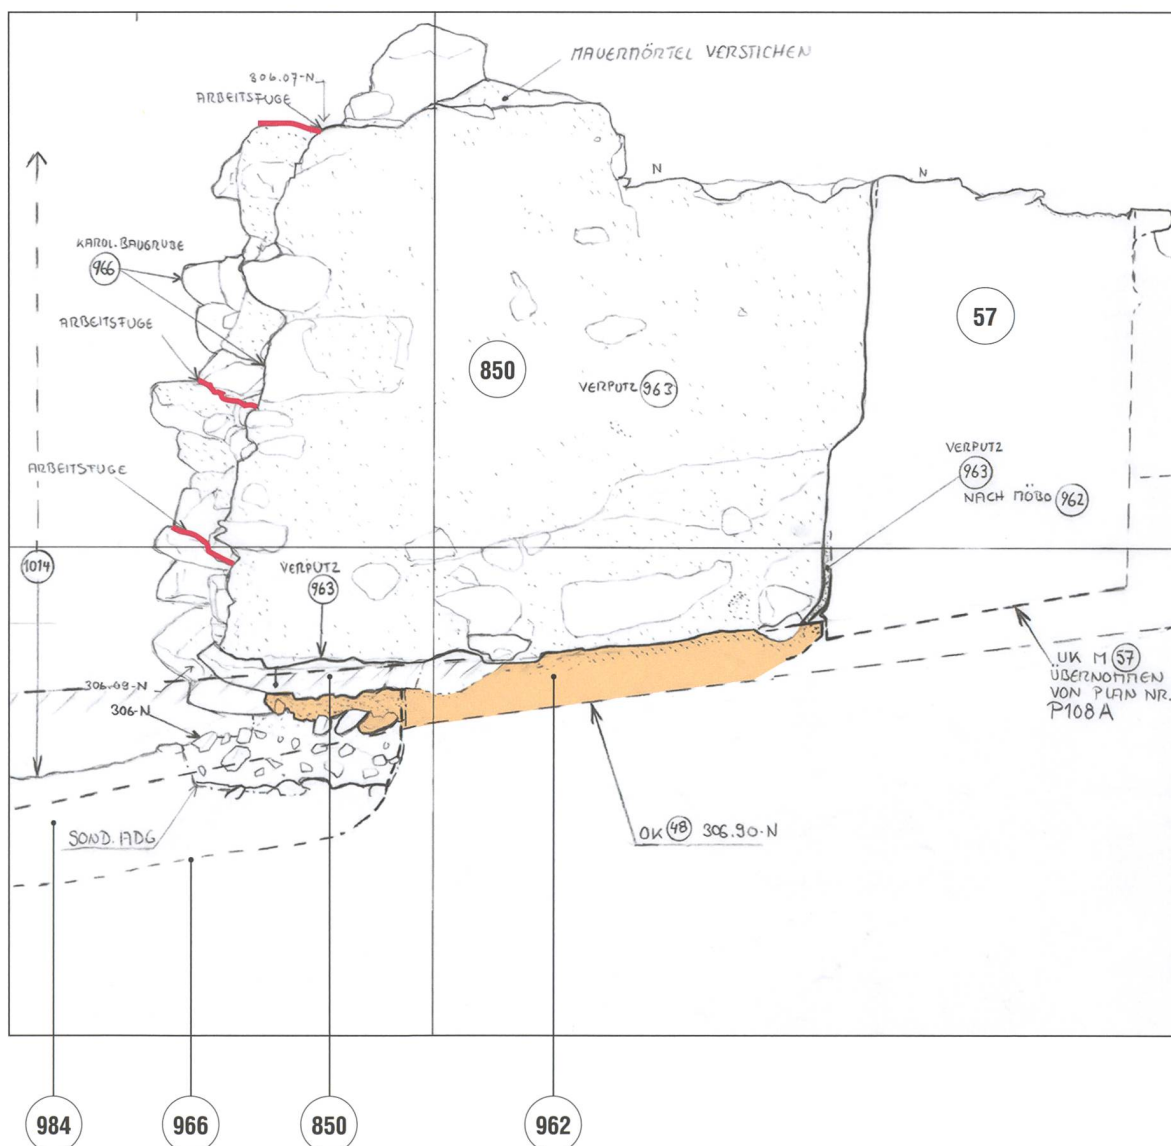 MAUERMÖRTEL VERSTICHEN
306.07-N
ARBEITSFUGE
N
N
KAROL. BAUGRUBE
966
ARBEITSFUGE
57
850
VERPUTZ 963
ARBEITSFUGE
VERPUTZ
963
NACH MÖBO 962
1014
VERPUTZ
963
306.09-N
306-N
UK M 57
ÜBERNOMMEN
VON PLAN NR.
P108A
SOND. ADG
OK 48 306.90-N
984
966
850
962